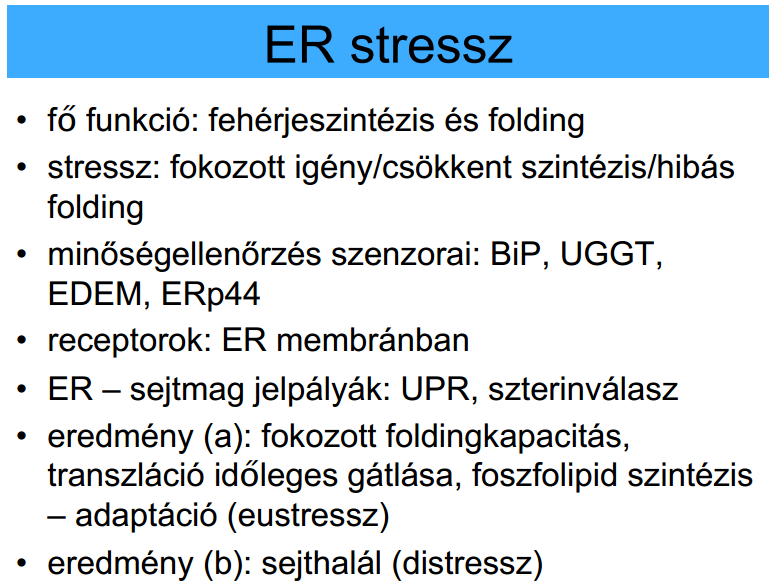 ER stressz
• fő funkció: fehérjeszintézis és folding
• stressz: fokozott igény/csökkent szintézis/hibás
folding
• minőségellenőrzés szenzorai: BiP, UGGT,
EDEM, ERp44
• receptorok: ER membránban
• ER – sejtmag jelpályák: UPR, szterinválasz
• eredmény (a): fokozott foldingkapacitás,
transzláció időleges gátlása, foszfolipid szintézis
– adaptáció (eustressz)
• eredmény (b): sejthalál (distressz)